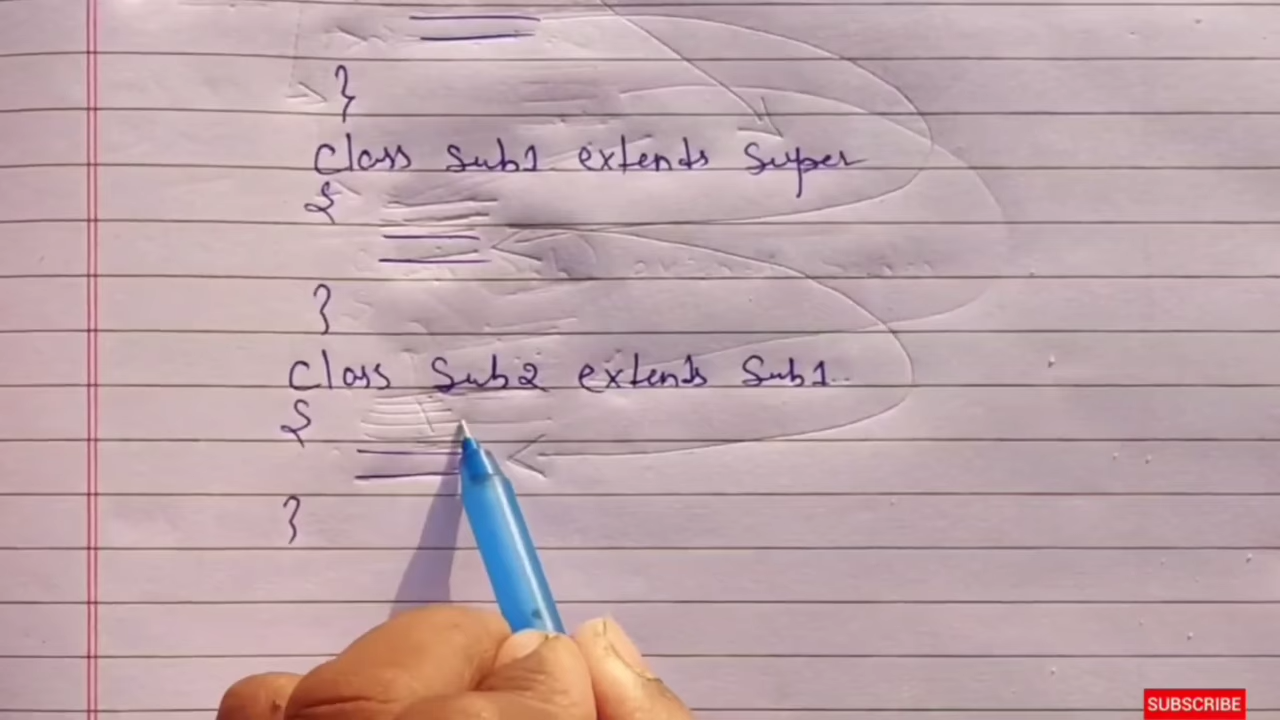 }
Class Sub1 extends Super
{
}
Class Sub2 extends Sub1..
{
}
SUBSCRIBE